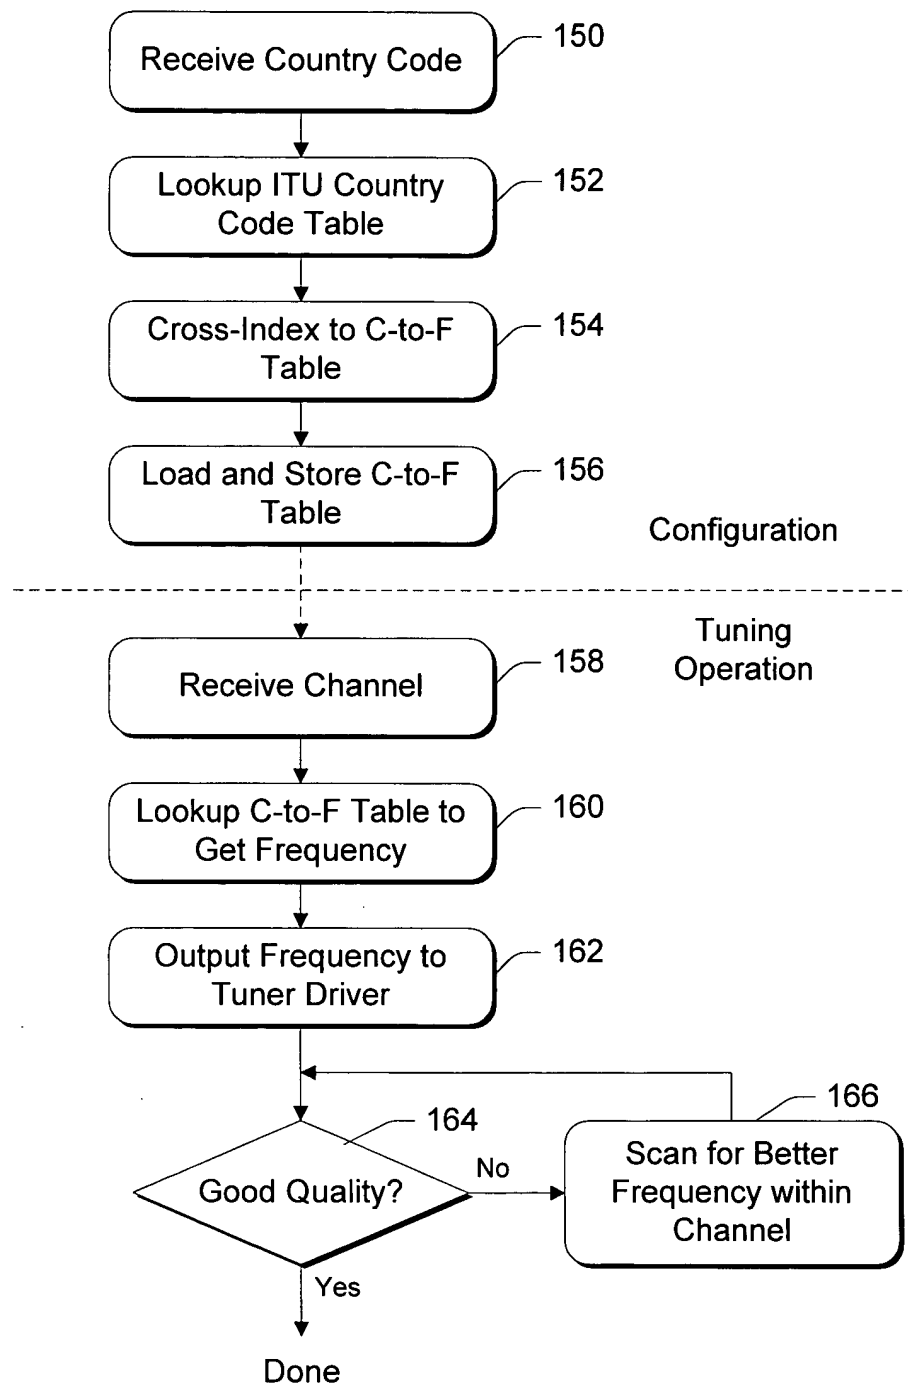 Receive Country Code
150
Lookup ITU Country
Code Table
152
Cross-Index to C-to-F
Table
154
Load and Store C-to-F
Table
156
Configuration
Tuning
Operation
Receive Channel
158
Lookup C-to-F Table to
Get Frequency
160
Output Frequency to
Tuner Driver
162
164
Good Quality?
No
166
Scan for Better
Frequency within
Channel
Yes
Done